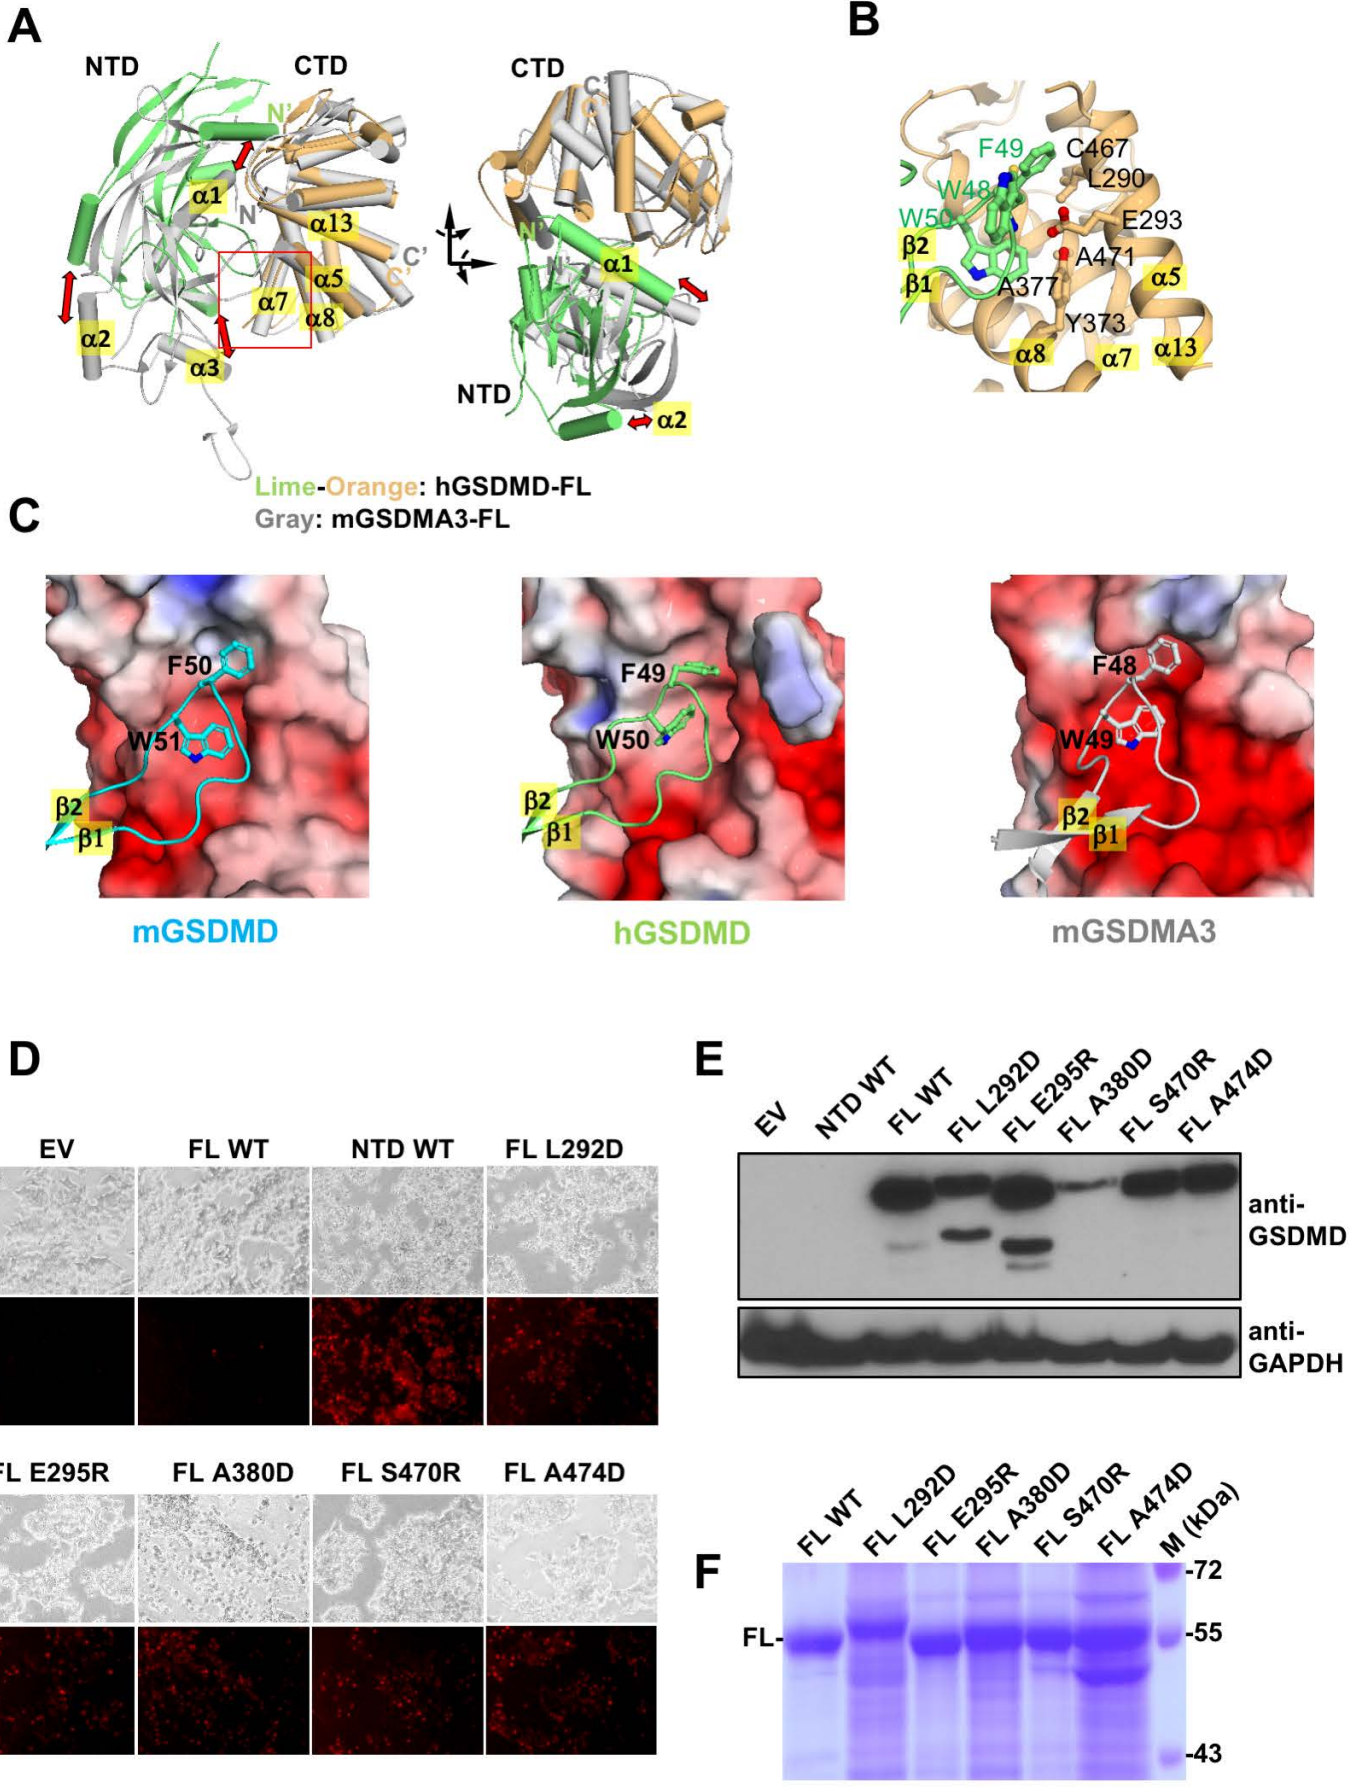 A
B
NTD
CTD
CTD
N’
C’
C’
α1
N’
α13
C’
C’
α5
α7
α8
α2
α3
N’
N’
α1
NTD
α2
F49
C467
L290
W48
W50
E293
β2
A471
β1
A377
α5
Y373
α8
α7
α13
Lime-Orange: hGSDMD-FL
Gray: mGSDMA3-FL
C
F50
W51
β2
β1
F49
W50
β2
β1
F48
W49
β2
β1
mGSDMD
hGSDMD
mGSDMA3
D
EV
FL WT
NTD WT
FL L292D
FL E295R
FL A380D
FL S470R
FL A474D
E
EV
NTD WT
FL WT
FL L292D
FL E295R
FL A380D
FL S470R
FL A474D
anti-
GSDMD
anti-
GAPDH
F
FL WT
FL L292D
FL E295R
FL A380D
FL S470R
FL A474D
M (kDa)
-72
FL-
-55
-43